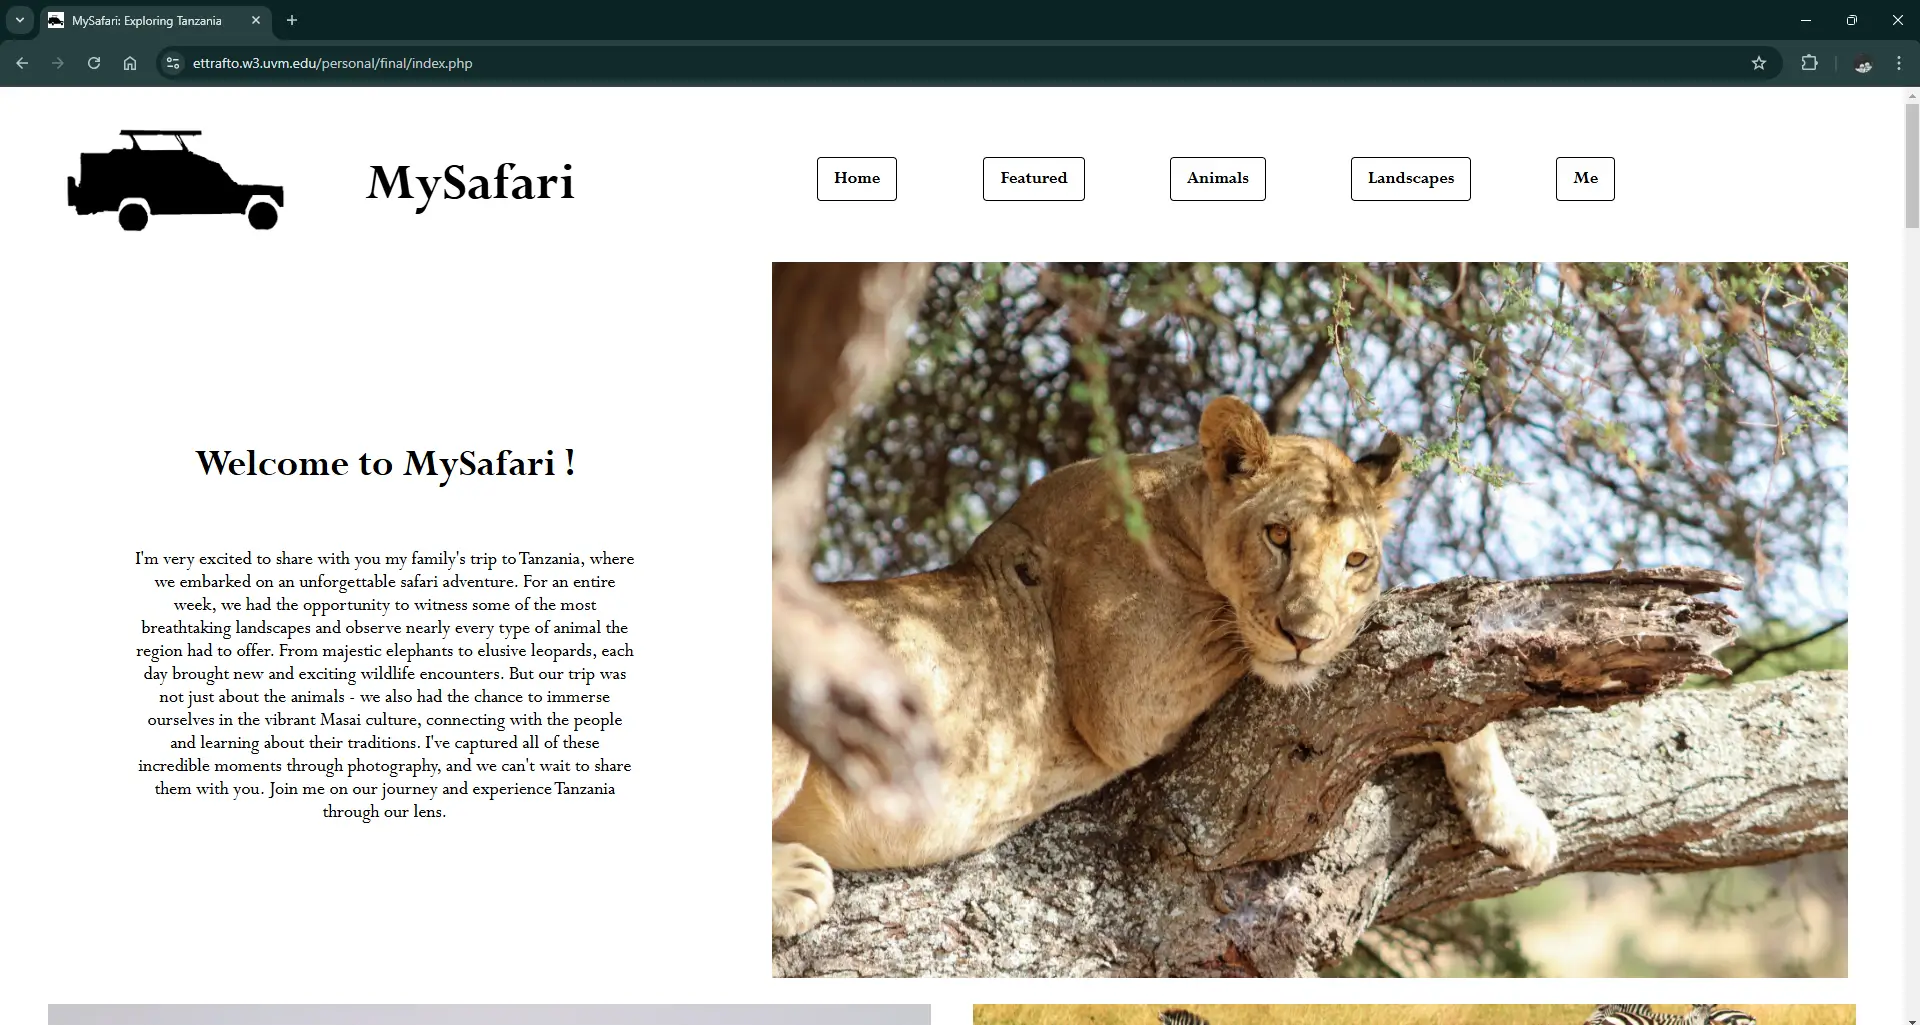 MySafari: Exploring Tanzania
ettrafto.w3.uvm.edu/personal/final/index.php
MySafari
Home
Featured
Animals
Landscapes
Me
Welcome to MySafari !
I'm very excited to share with you my family's trip to Tanzania, where
we embarked on an unforgettable safari adventure. For an entire
week, we had the opportunity to witness some of the most
breathtaking landscapes and observe nearly every type of animal the
region had to offer. From majestic elephants to elusive leopards, each
day brought new and exciting wildlife encounters. But our trip was
not just about the animals - we also had the chance to immerse
ourselves in the vibrant Masai culture, connecting with the people
and learning about their traditions. I've captured all of these
incredible moments through photography, and we can't wait to share
them with you. Join me on our journey and experience Tanzania
through our lens.